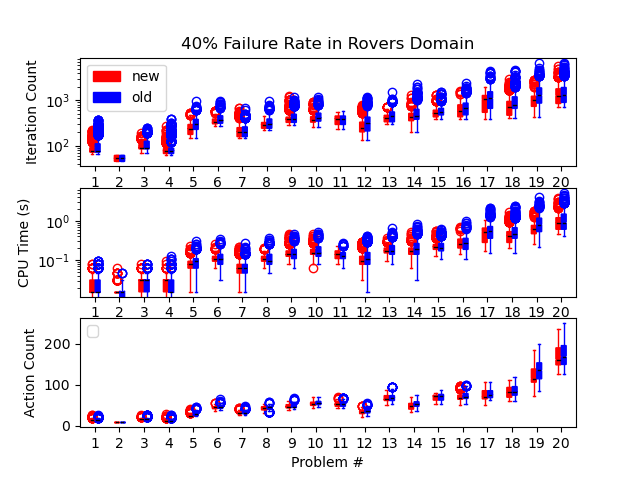 40% Failure Rate in Rovers Domain
Iteration Count
10³
10²
new
old
1 2 3 4 5 6 7 8 9 10 11 12 13 14 15 16 17 18 19 20
CPU Time (s)
10⁰
10⁻¹
1 2 3 4 5 6 7 8 9 10 11 12 13 14 15 16 17 18 19 20
Action Count
200
100
0
1 2 3 4 5 6 7 8 9 10 11 12 13 14 15 16 17 18 19 20
Problem #